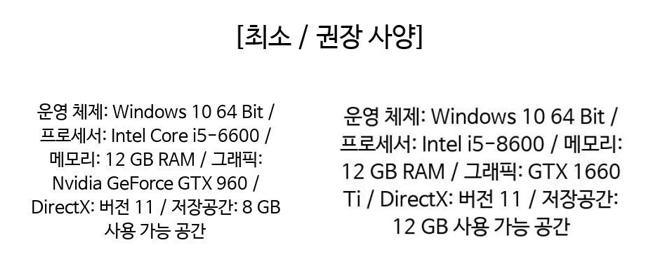 [최소 / 권장 사양]
운영 체제: Windows 10 64 Bit /
프로세서: Intel Core i5-6600 /
메모리: 12 GB RAM / 그래픽:
Nvidia GeForce GTX 960 /
DirectX: 버전 11 / 저장공간: 8 GB
사용 가능 공간
운영 체제: Windows 10 64 Bit /
프로세서: Intel i5-8600 / 메모리:
12 GB RAM / 그래픽: GTX 1660
Ti / DirectX: 버전 11 / 저장공간:
12 GB 사용 가능 공간